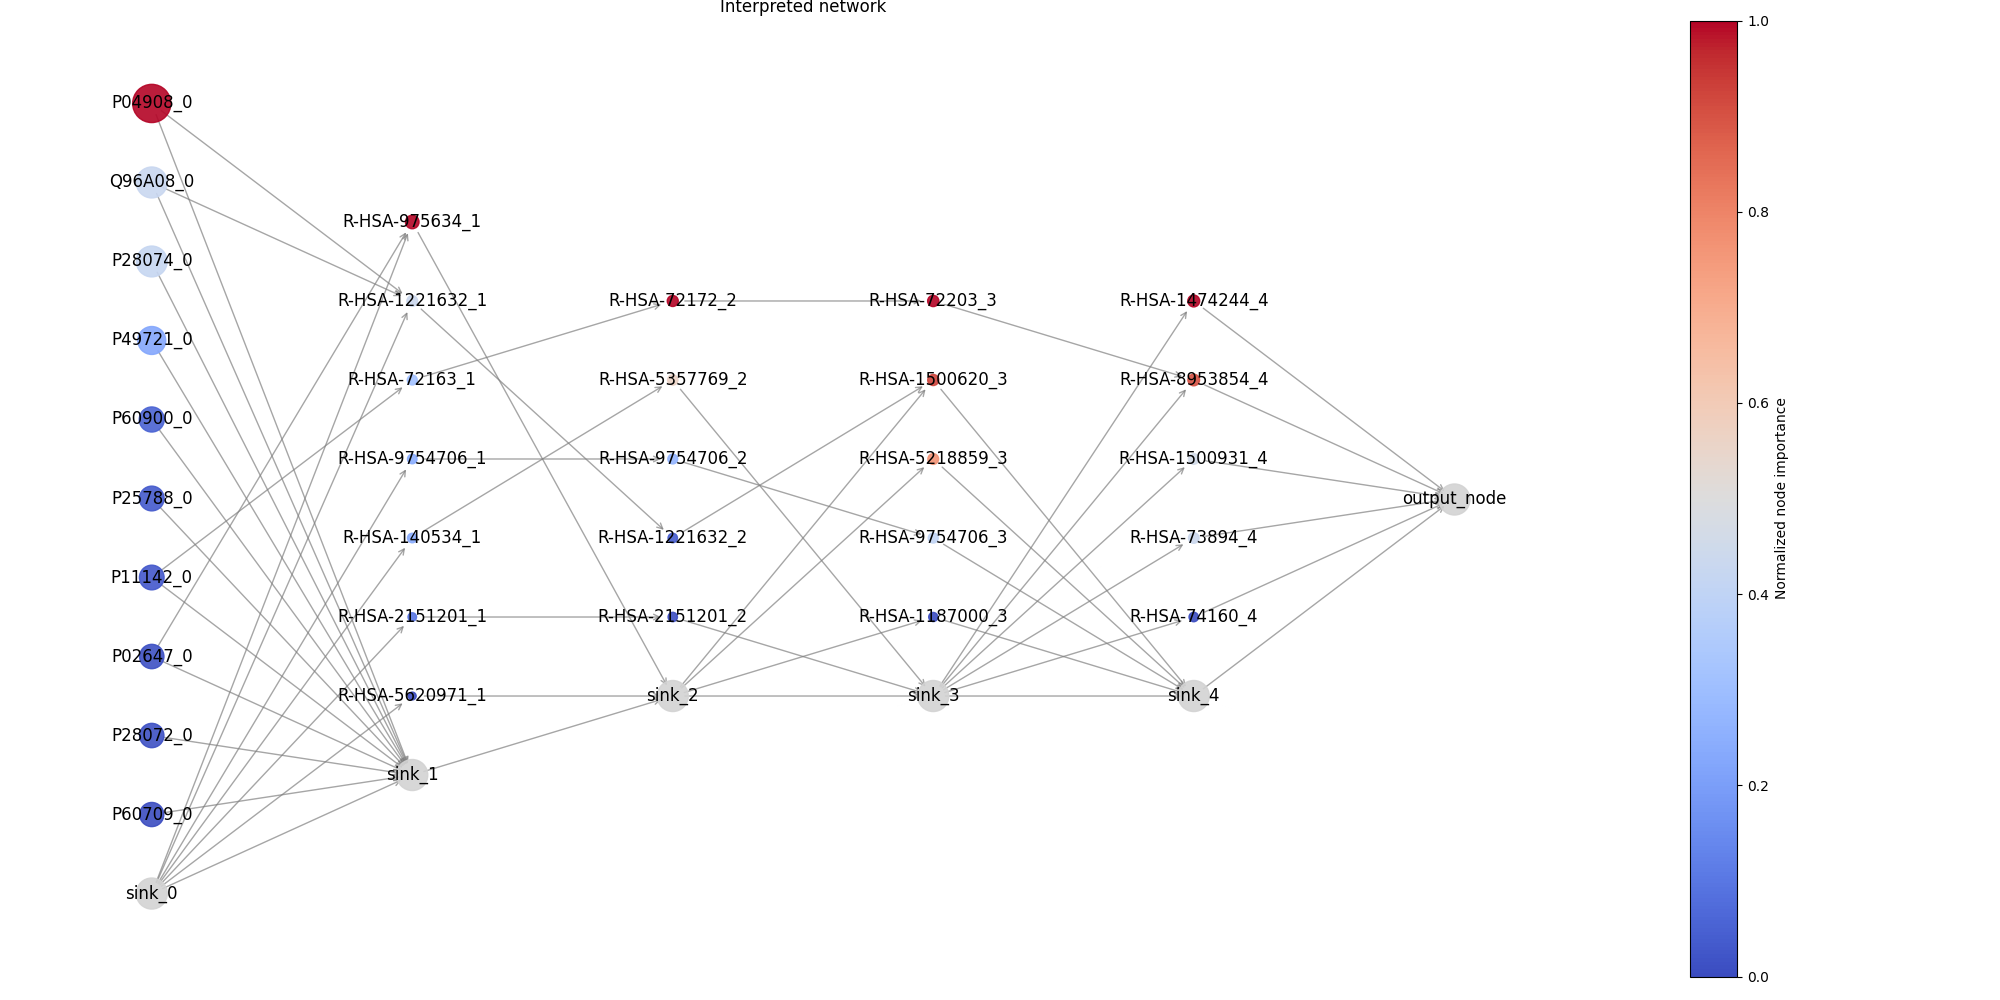 Interpreted network
P04908_0
Q96A08_0
P28074_0
P49721_0
P60900_0
P25788_0
P11142_0
P02647_0
P28072_0
P60709_0
sink_0
R-HSA-975634_1
R-HSA-1221632_1
R-HSA-72163_1
R-HSA-9754706_1
R-HSA-140534_1
R-HSA-2151201_1
R-HSA-5620971_1
sink_1
R-HSA-72172_2
R-HSA-5357769_2
R-HSA-9754706_2
R-HSA-1221632_2
R-HSA-2151201_2
sink_2
R-HSA-72203_3
R-HSA-1500620_3
R-HSA-5218859_3
R-HSA-9754706_3
R-HSA-1187000_3
sink_3
R-HSA-1474244_4
R-HSA-8953854_4
R-HSA-1500931_4
R-HSA-73894_4
R-HSA-74160_4
sink_4
output_node
1.0
0.8
0.6
0.4
0.2
0.0
Normalized node importance